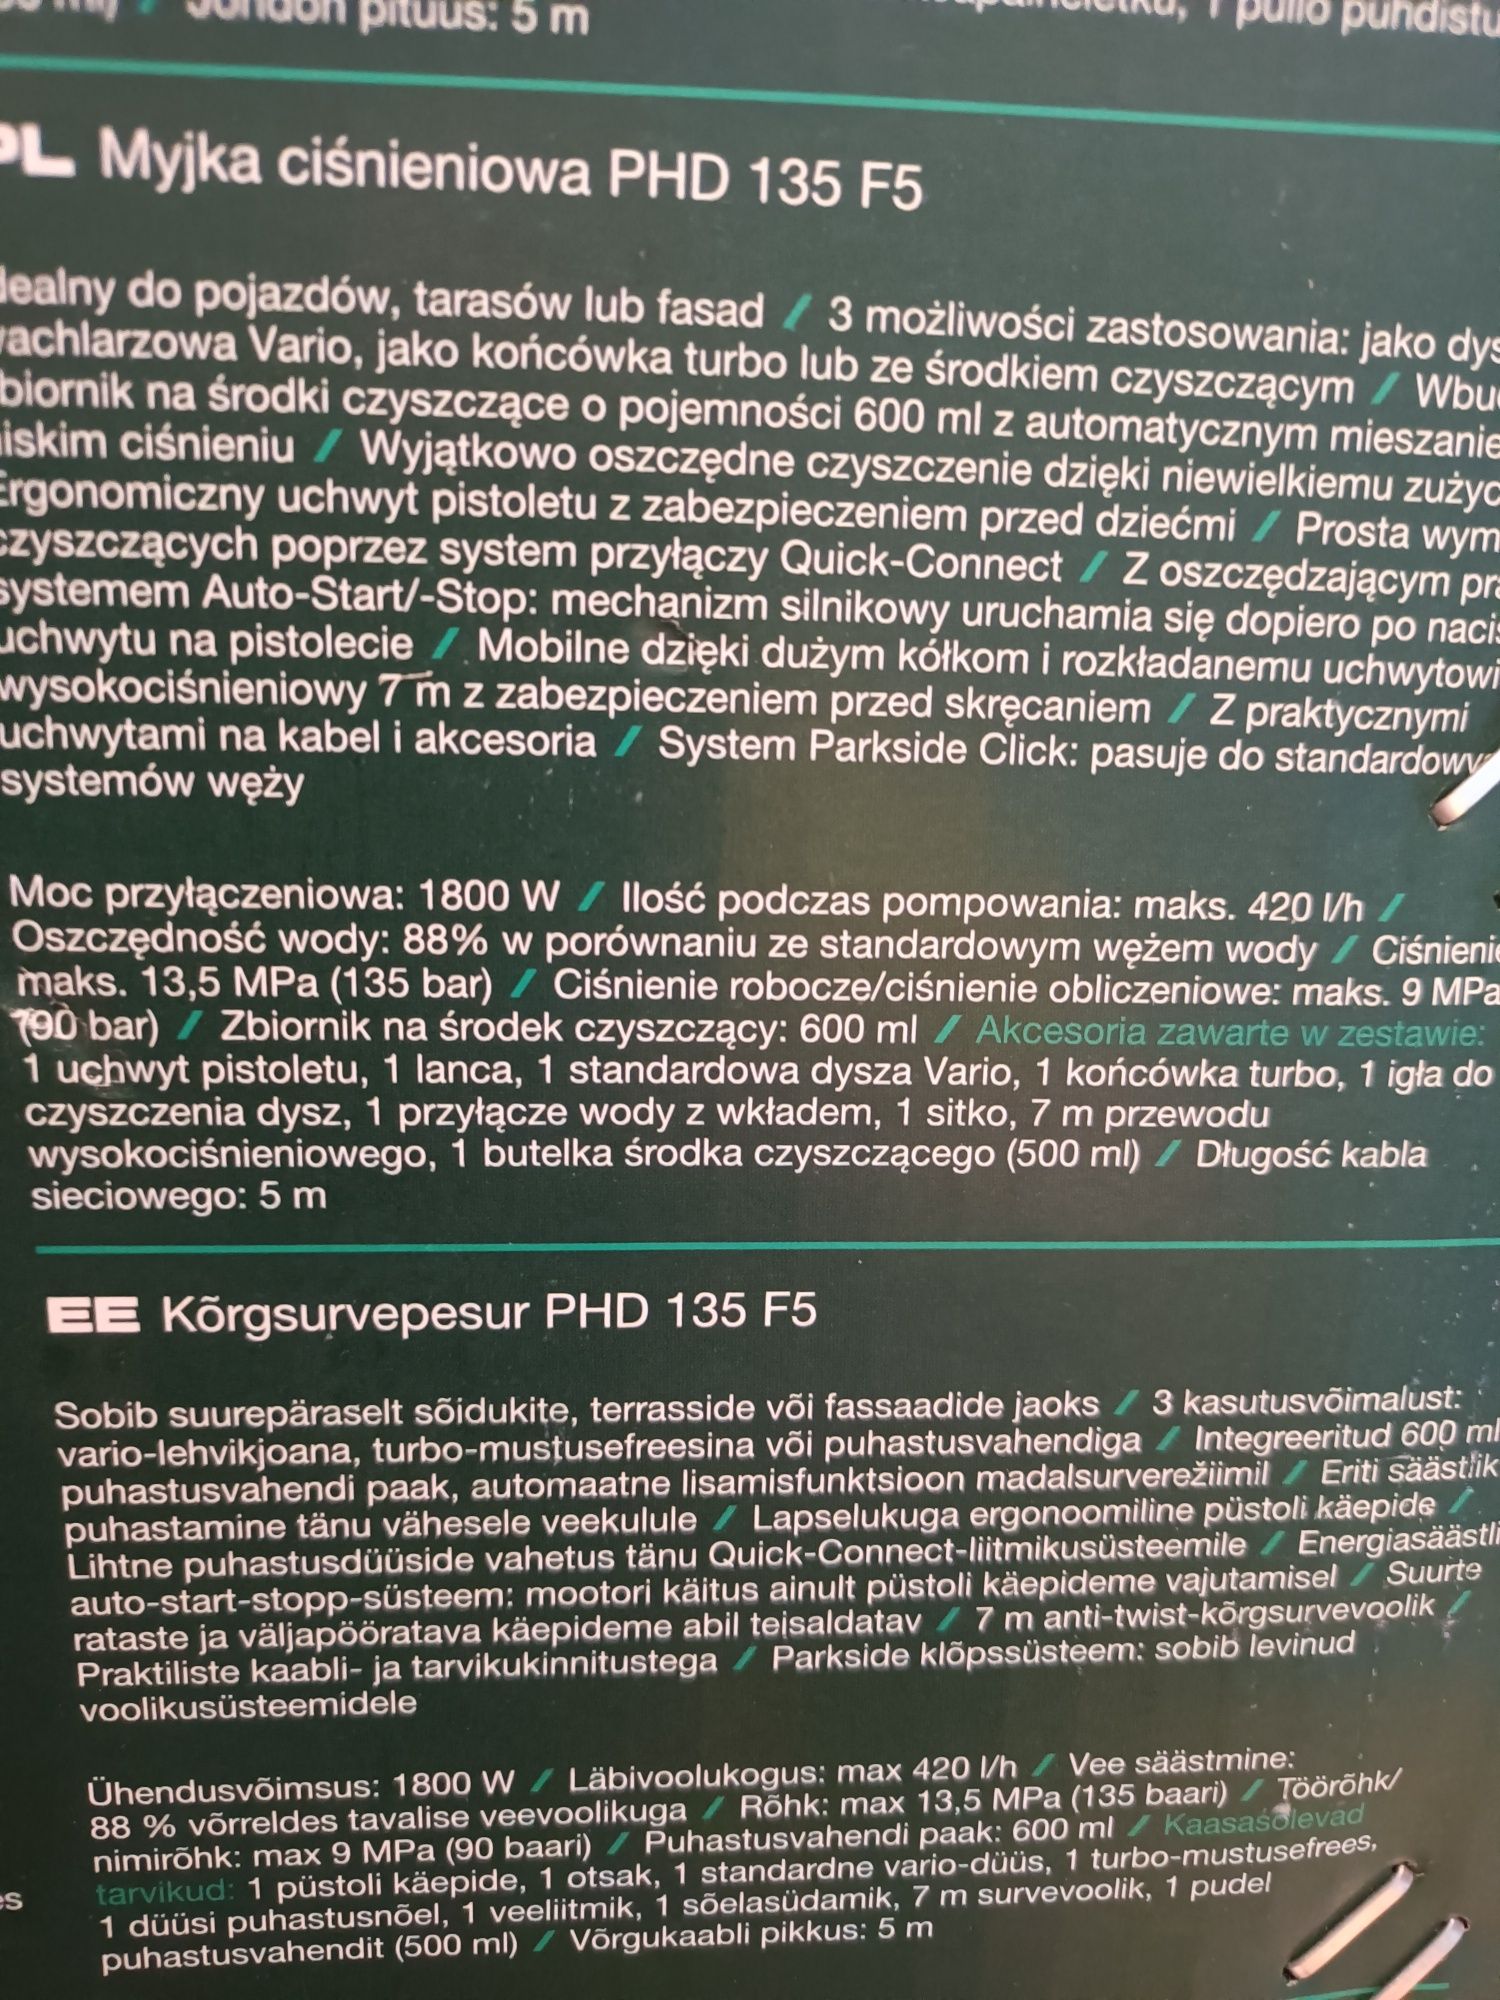 Johdon pituus: 5 m
1 pullo
PL Myjka ciśnieniowa PHD 135 F5
dealny do pojazdów, tarasów lub fasad / 3 możliwości zastosowania: jako dys
achlarzowa Vario, jako końcówka turbo lub ze środkiem czyszczącym / Wbu
biornik na środki czyszczące o pojemności 600 ml z automatycznym mieszanie
iskim ciśnieniu / Wyjątkowo oszczędne czyszczenie dzięki niewielkiemu zużyc
Ergonomiczny uchwyt pistoletu z zabezpieczeniem przed dziećmi / Prosta wym
czyszczących poprzez system przyłączy Quick-Connect / Z oszczędzającym pr
systemem Auto-Start/-Stop: mechanizm silnikowy uruchamia się dopiero po nacis
uchwytu na pistolecie / Mobilne dzięki dużym kółkom i rozkładanemu uchwytowi
wysokociśnieniowy 7 m z zabezpieczeniem przed skręcaniem / Z praktycznymi
uchwytami na kabel i akcesoria / System Parkside Click: pasuje do standardowy
systemów węży
Moc przyłączeniowa: 1800 W / Ilość podczas pompowania: maks. 420 l/h /
Oszczędność wody: 88% w porównaniu ze standardowym wężem wody / Ciśnienie
maks. 13,5 MPa (135 bar) / Ciśnienie robocze/ciśnienie obliczeniowe: maks. 9 MPa
(90 bar) / Zbiornik na środek czyszczący: 600 ml / Akcesoria zawarte w zestawie:
1 uchwyt pistoletu, 1 lanca, 1 standardowa dysza Vario, 1 końcówka turbo, 1 igła do
czyszczenia dysz, 1 przyłącze wody z wkładem, 1 sitko, 7 m przewodu
wysokociśnieniowego, 1 butelka środka czyszczącego (500 ml) / Długość kabla
sieciowego: 5 m
EE Kõrgsurvepesur PHD 135 F5
Sobib suurepäraselt sõidukite, terrasside või fassaadide jaoks / 3 kasutusvõimalust:
vario-lehvikjoana, turbo-mustusefreesina või puhastusvahendiga / Integreeritud 600 ml
puhastusvahendi paak, automaatne lisamisfunktsioon madalsurverežiimil / Eriti säästlik
puhastamine tänu vähesele veekulule / Lapselukuga ergonoomiline püstoli käepide /
Lihtne puhastusdüüside vahetus tänu Quick-Connect-liitmikusüsteemile / Energiasäästli
auto-start-stopp-süsteem: mootori käitus ainult püstoli käepideme vajutamisel / Suurte
rataste ja väljapööratava käepideme abil teisaldatav / 7 m anti-twist-kõrgsurvevoolik /
Praktiliste kaabli- ja tarvikukinnitustega / Parkside klõpssüsteem: sobib levinud
voolikusüsteemidele
Ühendusvõimsus: 1800 W / Läbivoolukogus: max 420 l/h / Vee säästmine:
88 % võrreldes tavalise veevoolikuga / Rõhk: max 13,5 MPa (135 baari) / Töörõhk/
nimirõhk: max 9 MPa (90 baari) / Puhastusvahendi paak: 600 ml / Kaasasolevad
tarvikud: 1 püstoli käepide, 1 otsak, 1 standardne vario-düüs, 1 turbo-mustusefrees,
1 düüsi puhastusnõel, 1 veeliitmik, 1 sõelasüdamik, 7 m survevoolik, 1 pudel
puhastusvahendit (500 ml) / Võrgukaabli pikkus: 5 m